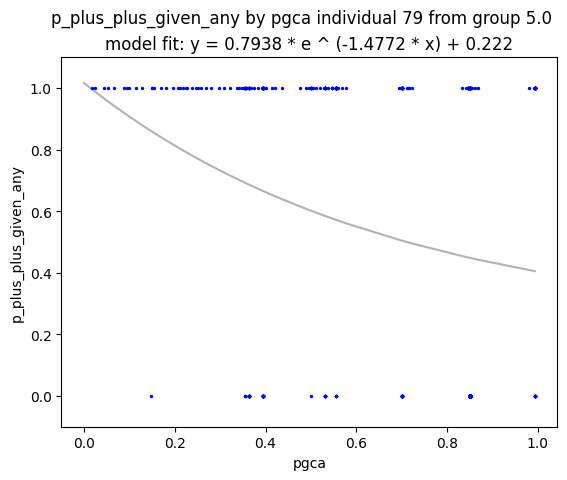 p_plus_plus_given_any by pgca individual 79 from group 5.0
model fit: y = 0.7938 * e ^ (-1.4772 * x) + 0.222
1.0
0.8
0.6
0.4
0.2
0.0
p_plus_plus_given_any
0.0 0.2 0.4 0.6 0.8 1.0
pgca